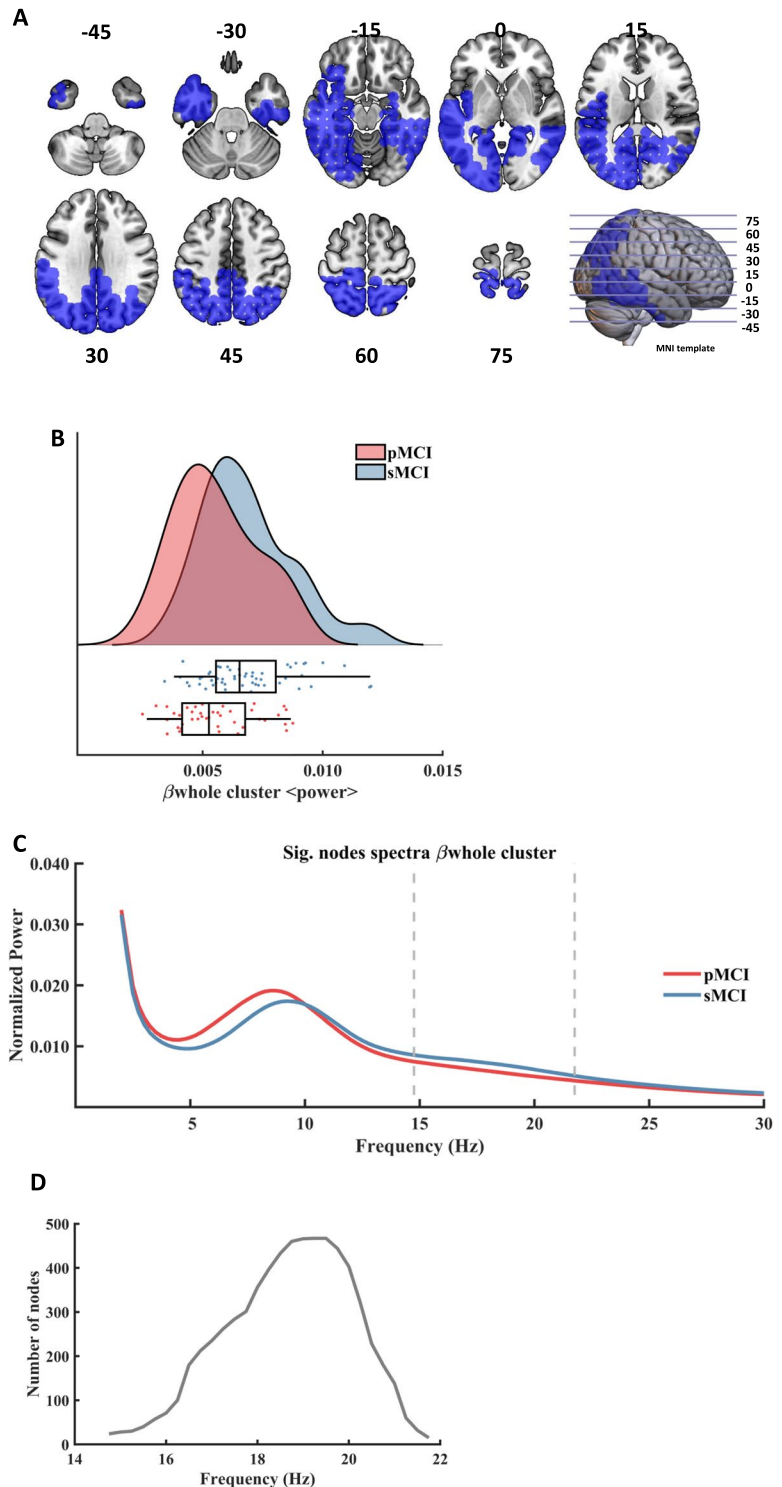 A
-45 -30 -15 0 15
75
60
45
30
15
0
-15
-30
-45
MNI template
30 45 60 75
B
pMCI
sMCI
0.005 0.010 0.015
βwhole cluster <power>
C
Sig. nodes spectra βwhole cluster
0.040
0.030
0.020
0.010
Normalized Power
pMCI
sMCI
5 10 15 20 25 30
Frequency (Hz)
D
500
400
300
200
100
0
Number of nodes
14 16 18 20 22
Frequency (Hz)